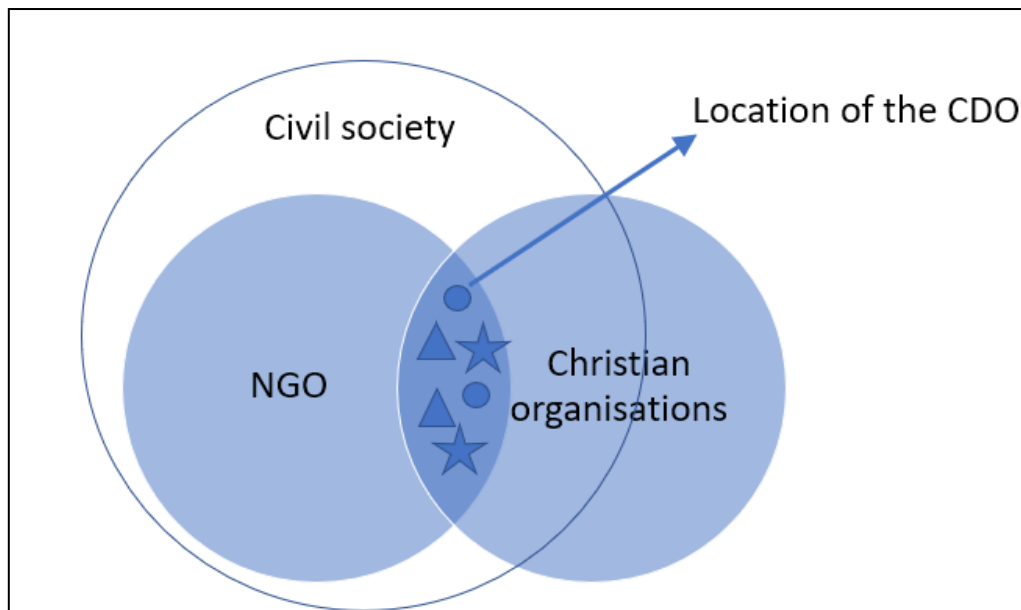 Location of the CDO
Civil society
NGO
Christian
organisations